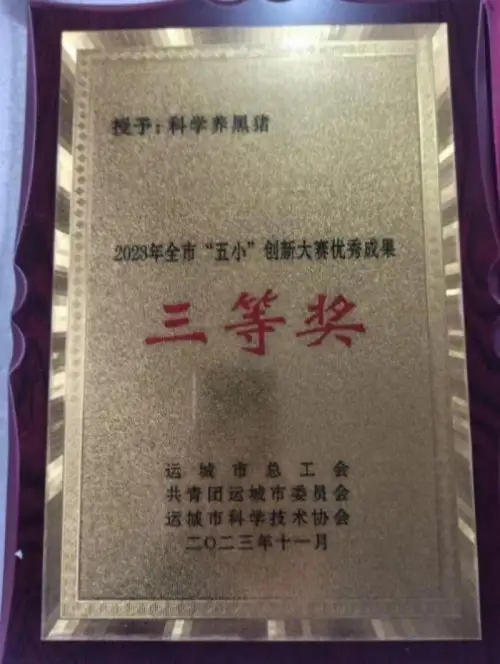 授予：科学养黑猪
2023年全市“五小”创新大赛优秀成果
三等奖
运城市总工会
共青团运城市委员会
运城市科学技术协会
二〇二三年十一月